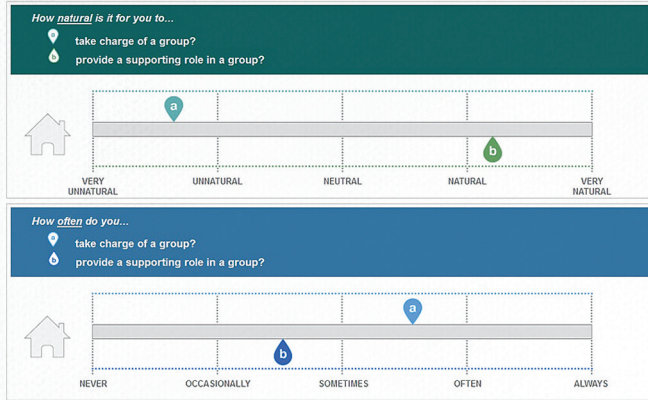 How natural is it for you to...
a take charge of a group?
b provide a supporting role in a group?
a
b
VERY UNNATURAL
UNNATURAL
NEUTRAL
NATURAL
VERY NATURAL
How often do you...
a take charge of a group?
b provide a supporting role in a group?
a
b
NEVER
OCCASIONALLY
SOMETIMES
OFTEN
ALWAYS